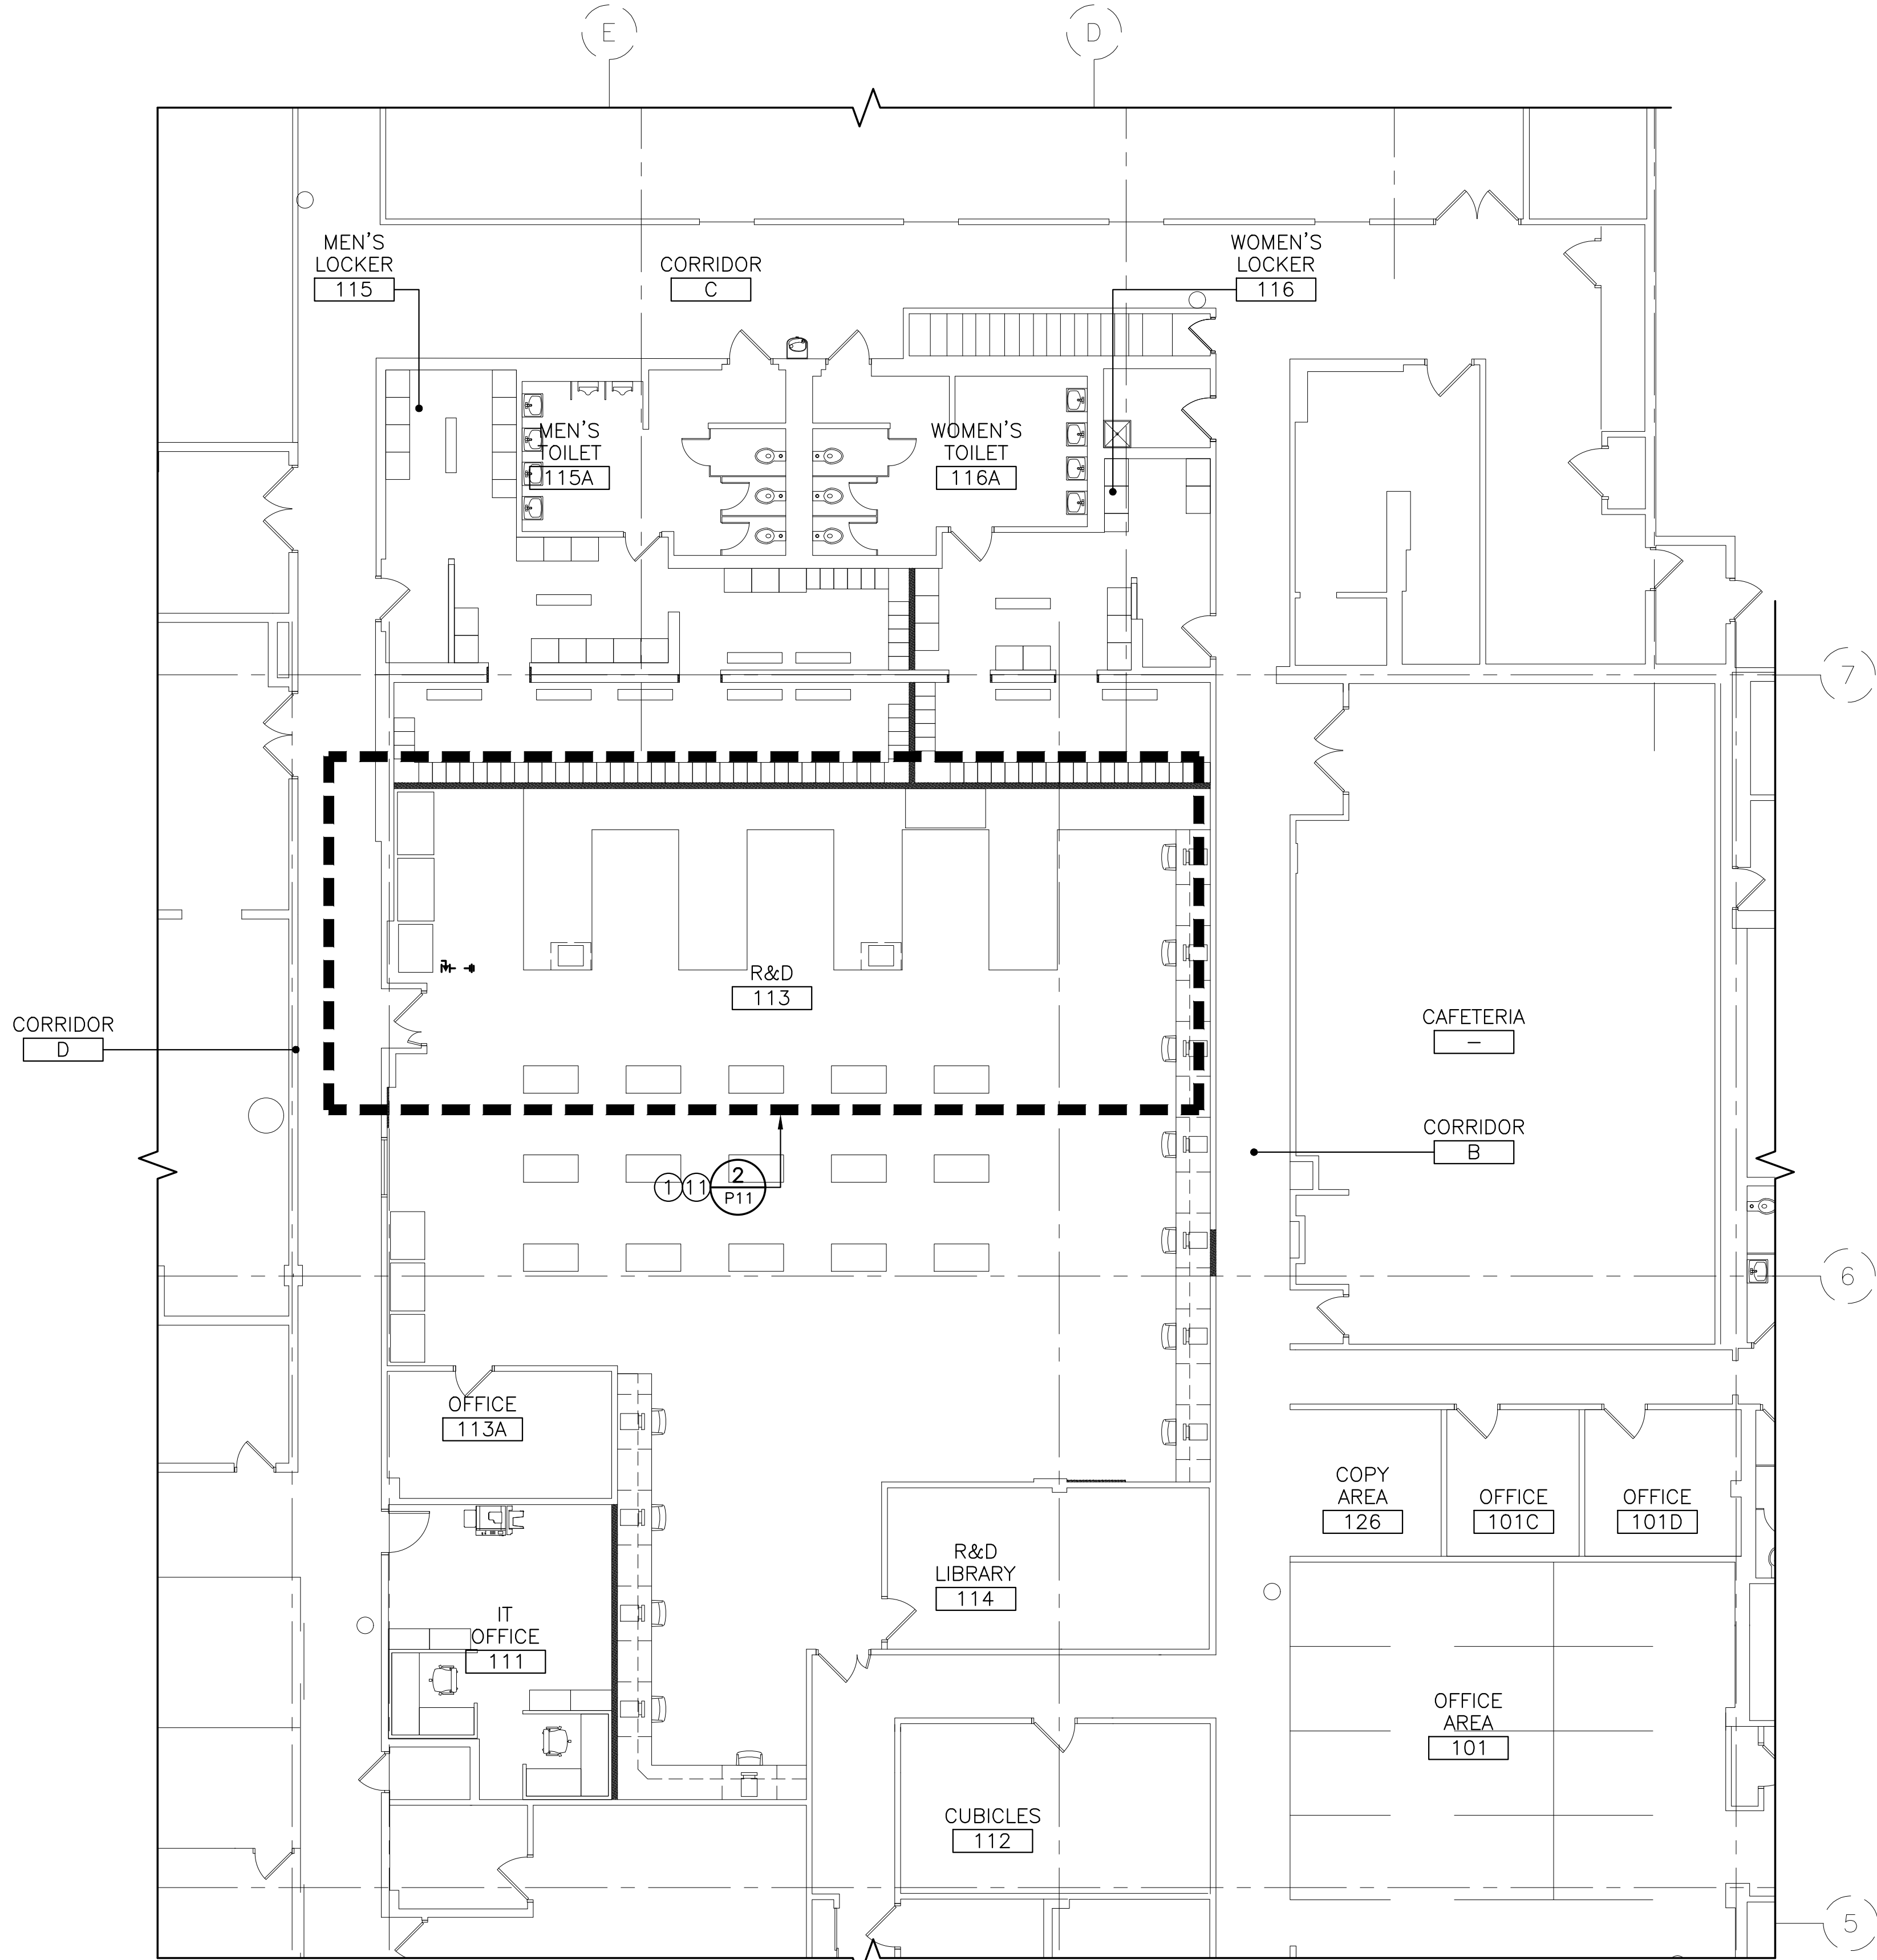 E
D
MEN'S
LOCKER
115
CORRIDOR
C
WOMEN'S
LOCKER
116
MEN'S
TOILET
115A
WOMEN'S
TOILET
116A
7
R&D
113
CORRIDOR
D
CAFETERIA
–
CORRIDOR
B
1 11 2
P11
6
OFFICE
113A
COPY
AREA
126
OFFICE
101C
OFFICE
101D
R&D
LIBRARY
114
IT
OFFICE
111
OFFICE
AREA
101
CUBICLES
112
5